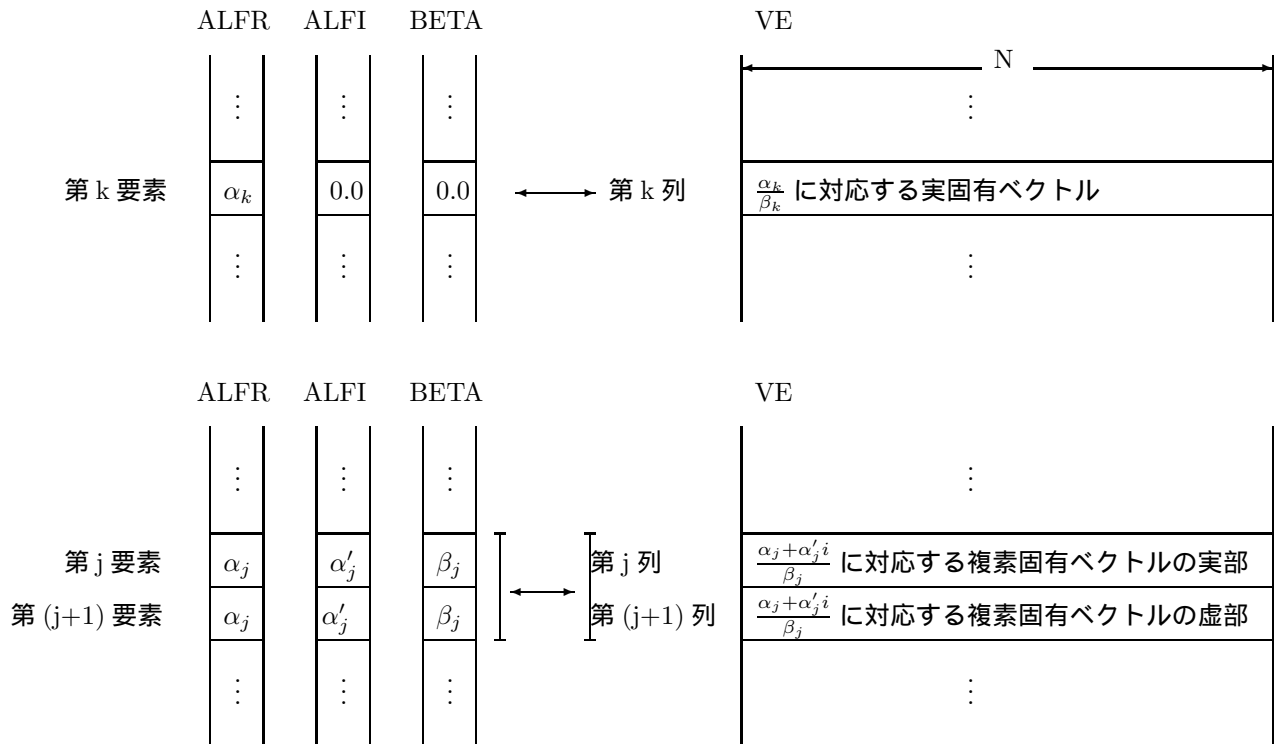 ALFR ALFI BETA VE
N
⋮ ⋮ ⋮ ⋮
第 k 要素 α_k 0.0 0.0 第 k 列 α_k/β_k に対応する実固有ベクトル
⋮ ⋮ ⋮ ⋮
ALFR ALFI BETA VE
⋮ ⋮ ⋮ ⋮
第 j 要素 α_j α′_j β_j 第 j 列 (α_j+α′_j i)/β_j に対応する複素固有ベクトルの実部
第 (j+1) 要素 α_j α′_j β_j 第 (j+1) 列 (α_j+α′_j i)/β_j に対応する複素固有ベクトルの虚部
⋮ ⋮ ⋮ ⋮